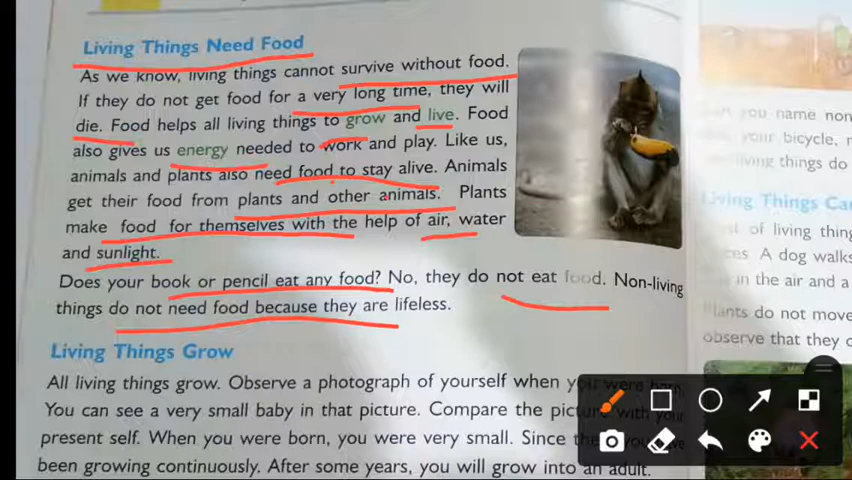 Living Things Need Food
As we know, living things cannot survive without food.
If they do not get food for a very long time, they will
die. Food helps all living things to grow and live. Food
also gives us energy needed to work and play. Like us,
animals and plants also need food to stay alive. Animals
get their food from plants and other animals. Plants
make food for themselves with the help of air, water
and sunlight.
Does your book or pencil eat any food? No, they do not eat food. Non-living
things do not need food because they are lifeless.
Living Things Grow
All living things grow. Observe a photograph of yourself when you were born.
You can see a very small baby in that picture. Compare the picture with your
present self. When you were born, you were very small. Since then you
been growing continuously. After some years, you will grow into an adult.
you name non
your bicycle,
living things do
Living Things Ca
of living thing
A dog walks
in the air and a
Plants do not move
observe that they c